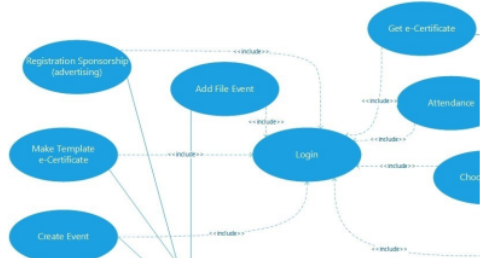 Get e-Certificate
<<include>>
Registration Sponsorship
(advertising)
Add File Event
<<include>>
Attendance
<<include>>
<<include>>
Make Template
e-Certificate
<<include>>
Login
<<include>>
Choo
Create Event
<<include>>
<<include>>